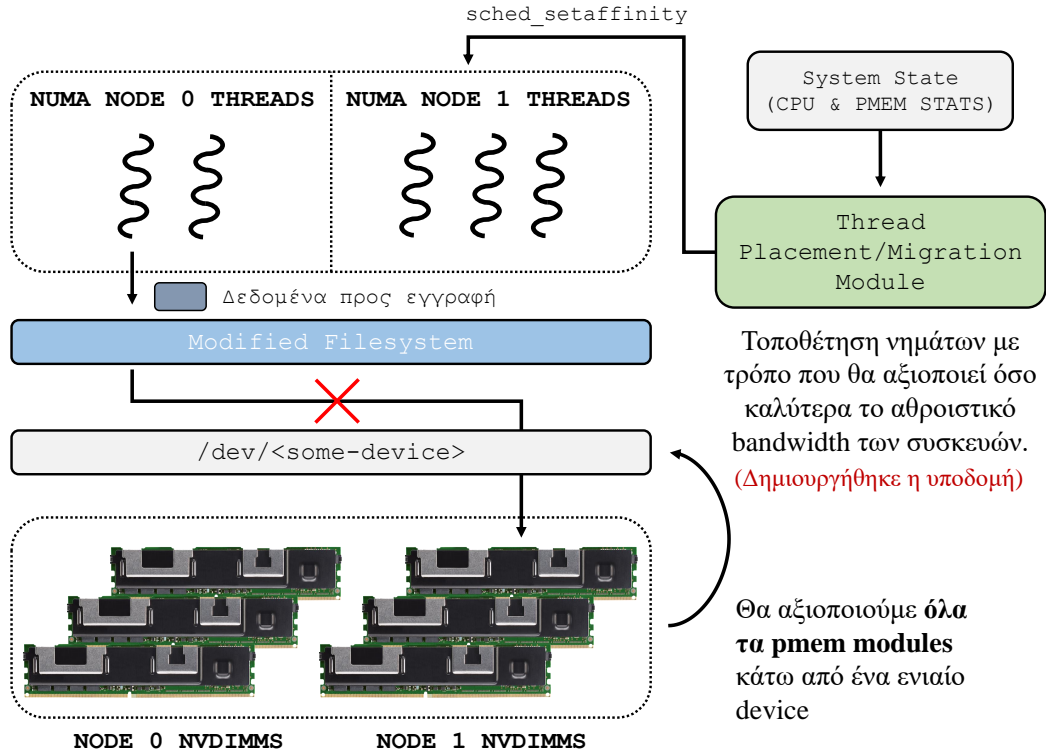 sched_setaffinity
NUMA NODE 0 THREADS
NUMA NODE 1 THREADS
System State
(CPU & PMEM STATS)
Thread
Placement/Migration
Module
Δεδομένα προς εγγραφή
Modified Filesystem
Τοποθέτηση νημάτων με
τρόπο που θα αξιοποιεί όσο
καλύτερα το αθροιστικό
bandwidth των συσκευών.
(Δημιουργήθηκε η υποδομή)
/dev/<some-device>
Θα αξιοποιούμε όλα
τα pmem modules
κάτω από ένα ενιαίο
device
NODE 0 NVDIMMS
NODE 1 NVDIMMS